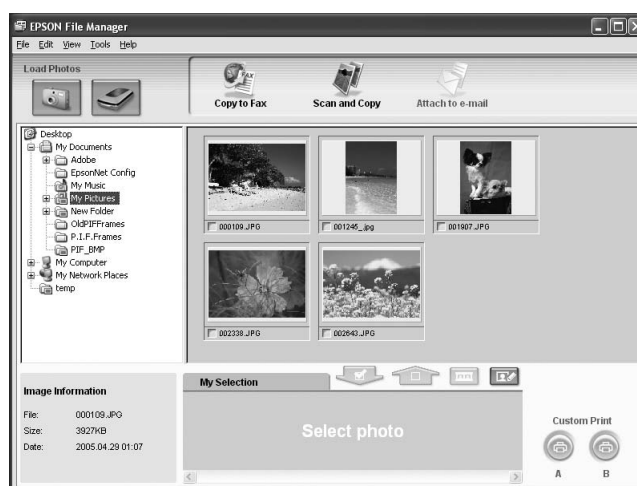 EPSON File Manager
File Edit View Tools Help
Load Photos
Copy to Fax Scan and Copy Attach to e-mail
Desktop
My Documents
Adobe
EpsonNet Config
My Music
My Pictures
New Folder
OldPIFFrames
P.I.F.Frames
PIF_BMP
My Computer
My Network Places
temp
000109.JPG 001245_.jpg 001907.JPG
002339.JPG 002643.JPG
Image Information
File: 000109.JPG
Size: 3927KB
Date: 2005.04.29 01:07
My Selection
Select photo
Custom Print
A B